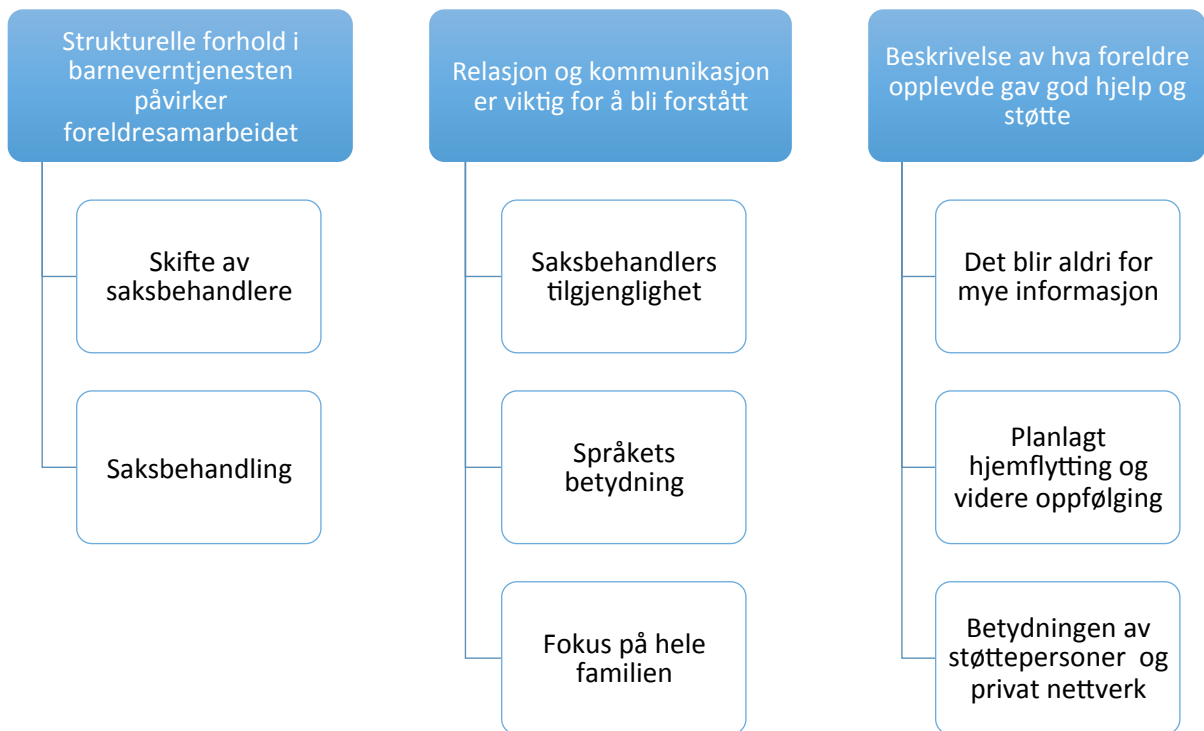 Strukturelle forhold i
barneverntjenesten
påvirker
foreldresamarbeidet
Skifte av
saksbehandlere
Saksbehandling
Relasjon og kommunikasjon
er viktig for å bli forstått
Saksbehandlers
tilgjenglighet
Språkets
betydning
Fokus på hele
familien
Beskrivelse av hva foreldre
opplevde gav god hjelp og
støtte
Det blir aldri for
mye informasjon
Planlagt
hjemflytting og
videre oppfølging
Betydningen av
støttepersoner og
privat nettverk